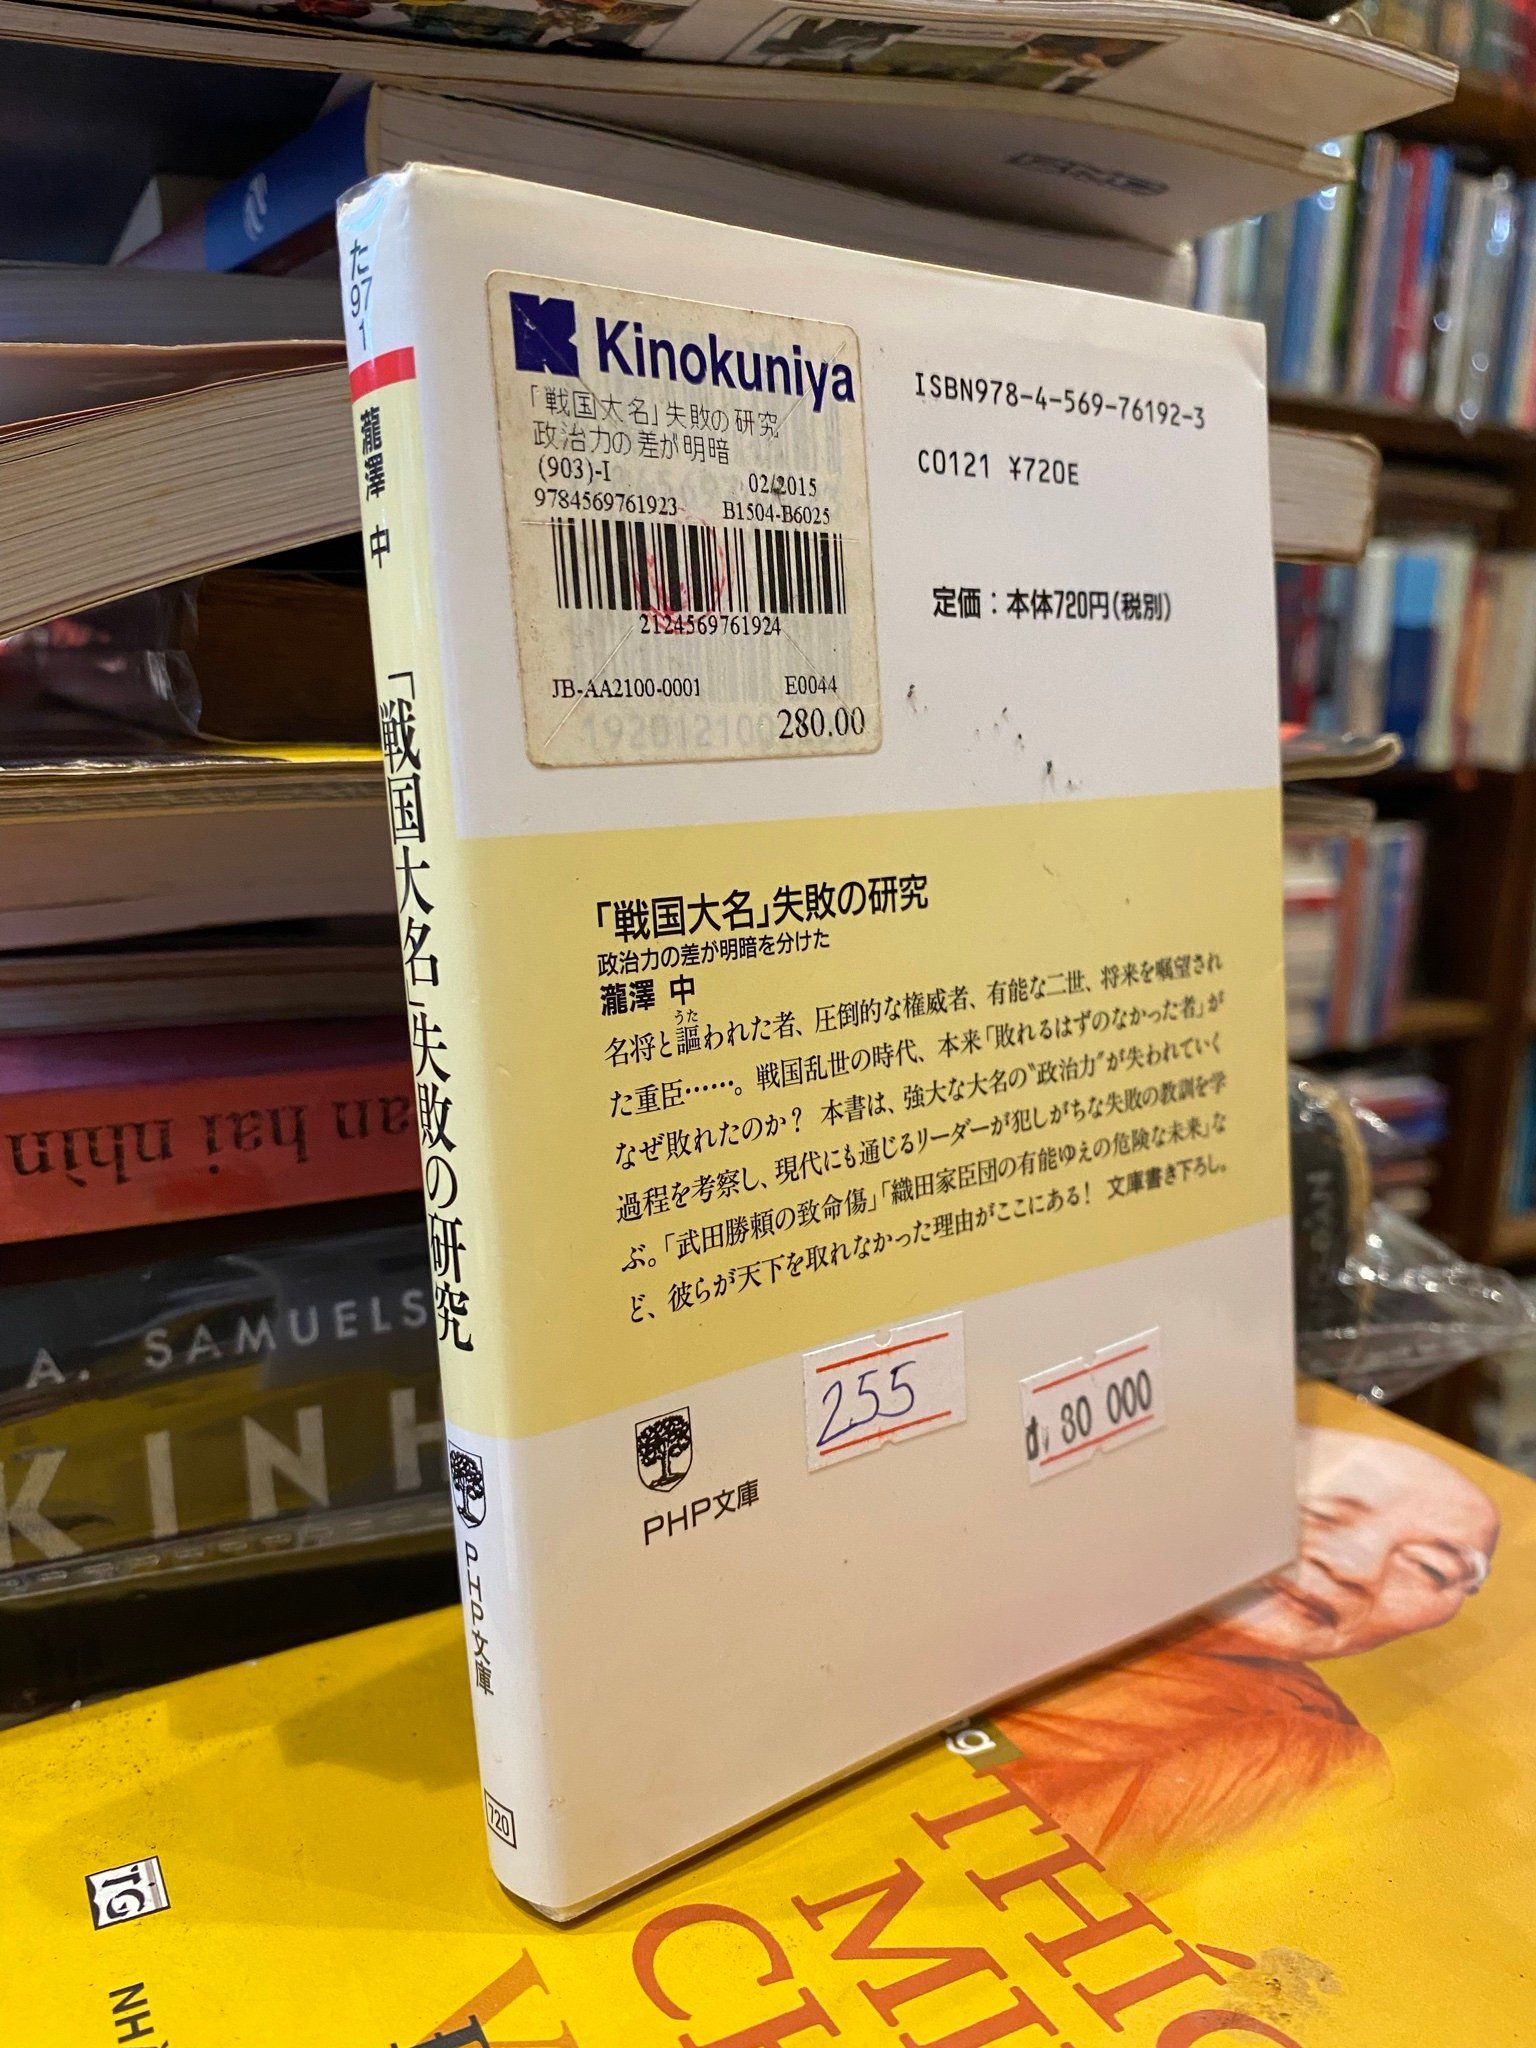 た
97
1
瀧澤 中
「戦国大名」失敗の研究
PHP文庫
720
Kinokuniya
「戦国大名」失敗の研究
政治力の差が明暗
(903)-I
02/2015
9784569761923
B1504-B6025
2124569761924
JB-AA2100-0001
E0044
280.00
ISBN978-4-569-76192-3
C0121 ¥720E
定価：本体720円（税別）
「戦国大名」失敗の研究
政治力の差が明暗を分けた
瀧澤 中
うた
名将と謳われた者、圧倒的な権威者、有能な二世、将来を嘱望され
た重臣……。戦国乱世の時代、本来「敗れるはずのなかった者」が
なぜ敗れたのか？ 本書は、強大な大名の〝政治力〟が失われていく
過程を考察し、現代にも通じるリーダーが犯しがちな失敗の教訓を学
ぶ。「武田勝頼の致命傷」「織田家臣団の有能ゆえの危険な未来」な
ど、彼らが天下を取れなかった理由がここにある！ 文庫書き下ろし。
255
80 000
PHP文庫
an hai nhìn
A. SAMUELS
KINH
TG